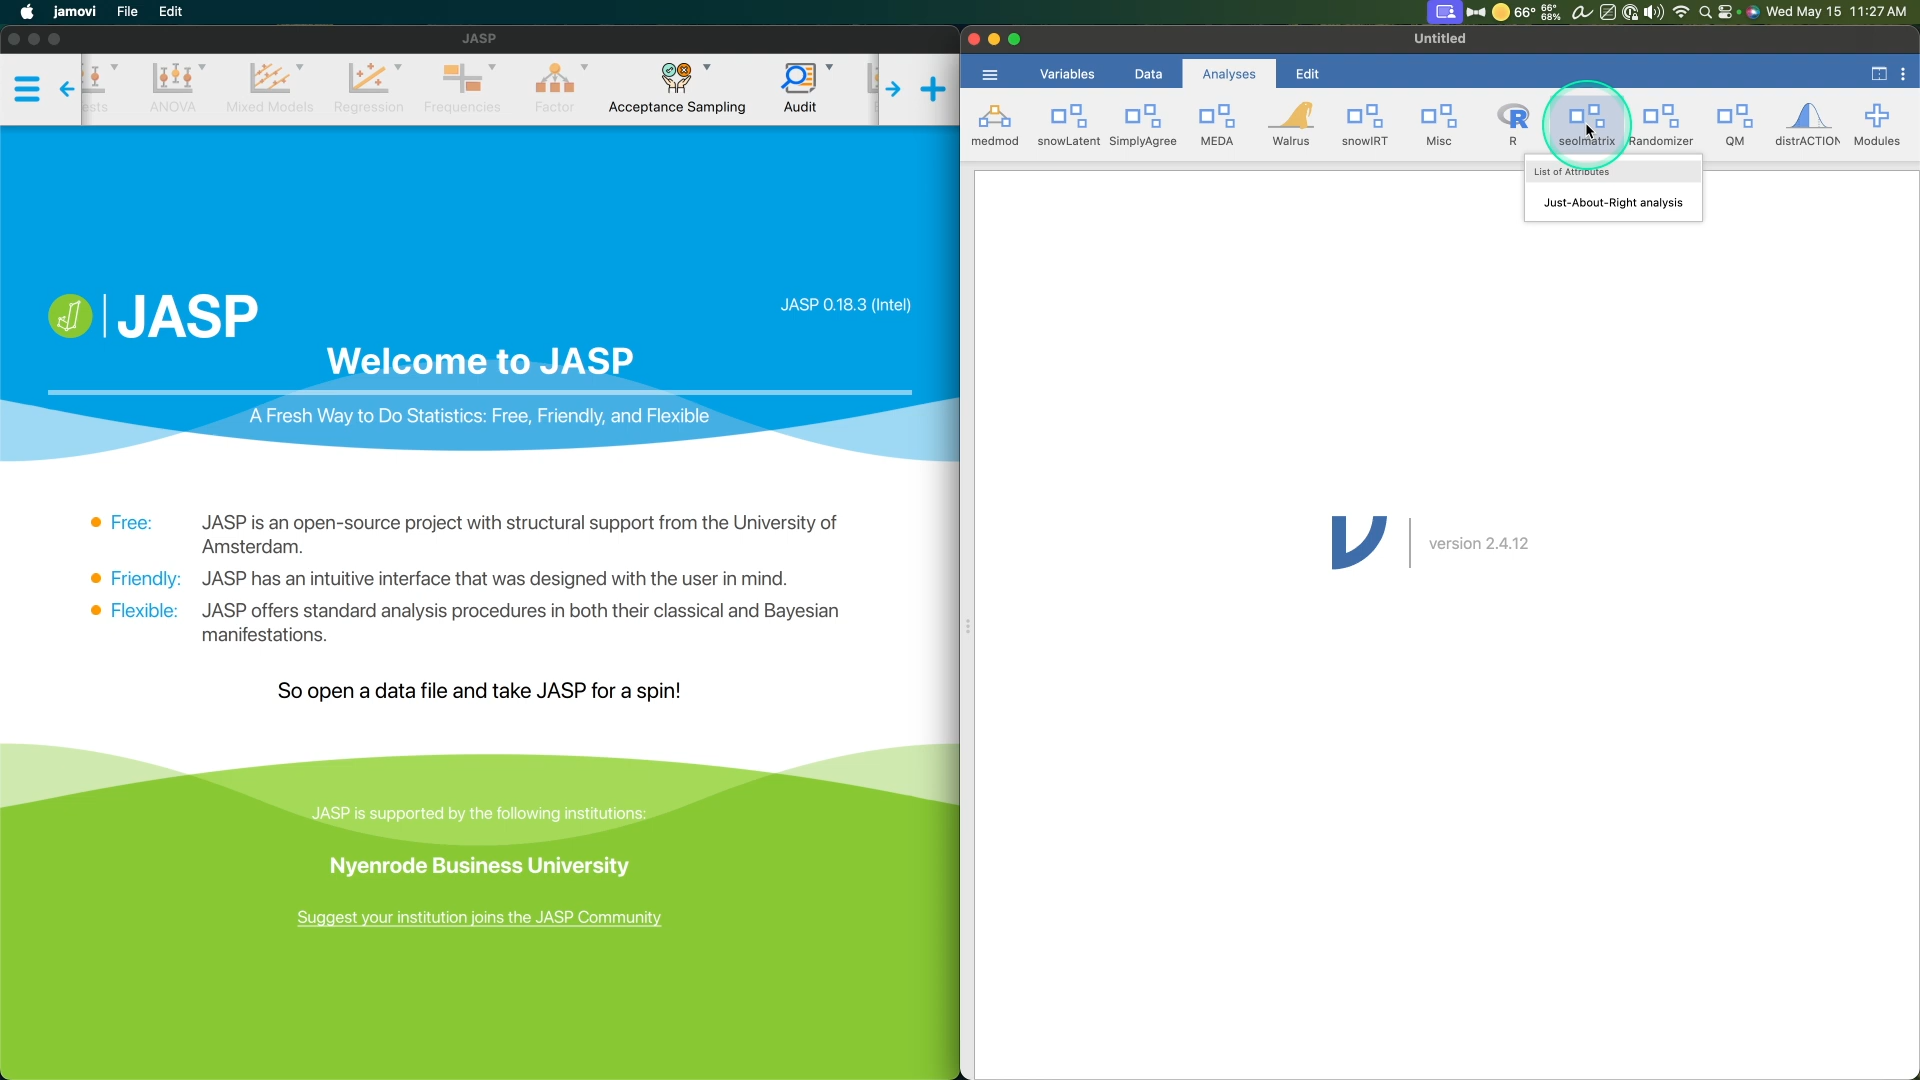 jamovi File Edit
66° 66° 68% Wed May 15 11:27 AM
JASP
ests ANOVA Mixed Models Regression Frequencies Factor Acceptance Sampling Audit
JASP
JASP 0.18.3 (Intel)
Welcome to JASP
A Fresh Way to Do Statistics: Free, Friendly, and Flexible
Free: JASP is an open-source project with structural support from the University of
Amsterdam.
Friendly: JASP has an intuitive interface that was designed with the user in mind.
Flexible: JASP offers standard analysis procedures in both their classical and Bayesian
manifestations.
So open a data file and take JASP for a spin!
JASP is supported by the following institutions:
Nyenrode Business University
Suggest your institution joins the JASP Community
Untitled
Variables Data Analyses Edit
medmod snowLatent SimplyAgree MEDA Walrus snowIRT Misc R seolmatrix Randomizer QM distrACTION Modules
List of Attributes
Just-About-Right analysis
version 2.4.12